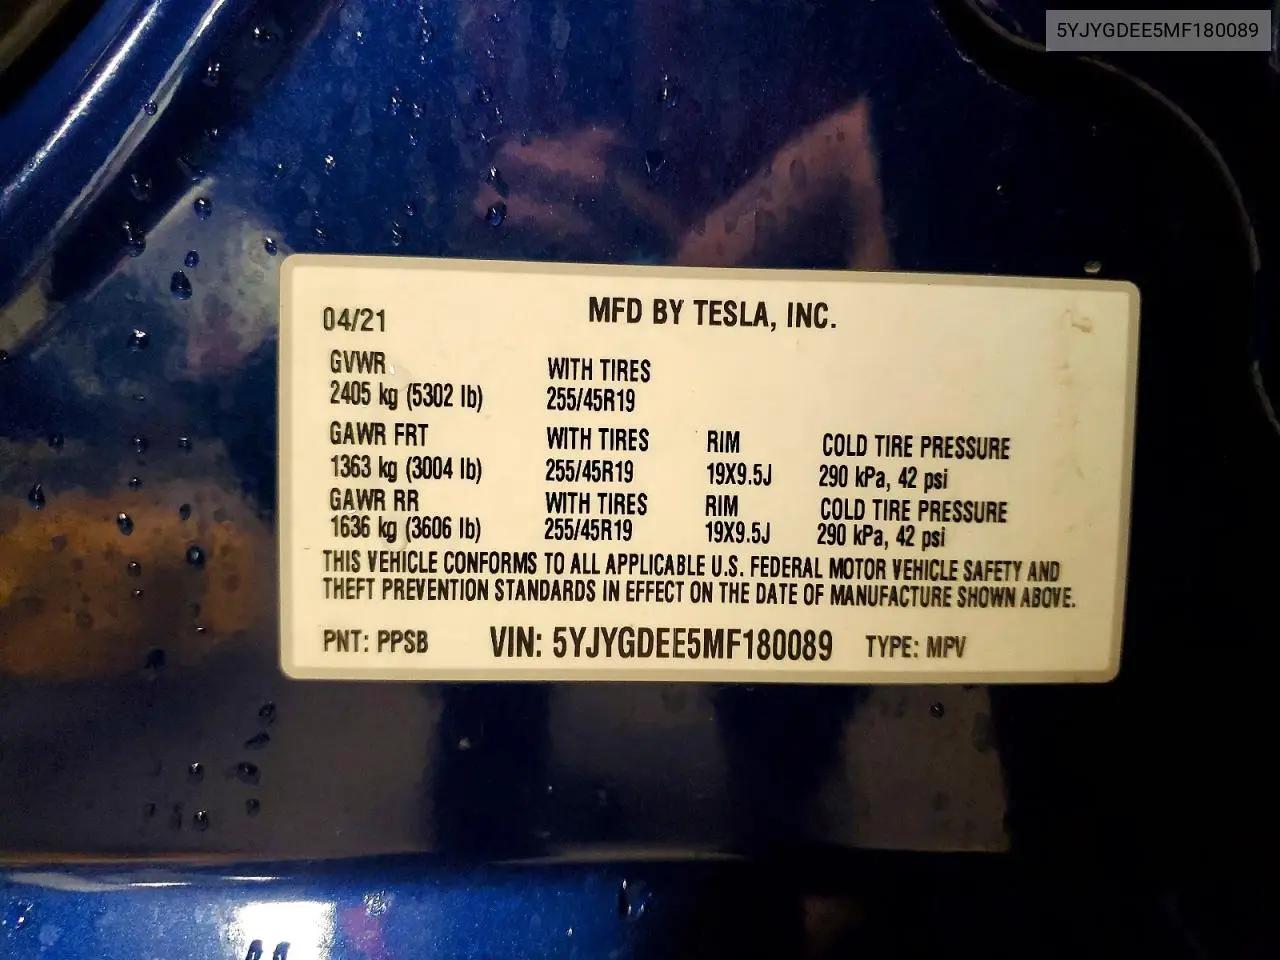 5YJYGDEE5MF180089
04/21 MFD BY TESLA, INC.
GVWR WITH TIRES
2405 kg (5302 lb) 255/45R19
GAWR FRT WITH TIRES RIM COLD TIRE PRESSURE
1363 kg (3004 lb) 255/45R19 19X9.5J 290 kPa, 42 psi
GAWR RR WITH TIRES RIM COLD TIRE PRESSURE
1636 kg (3606 lb) 255/45R19 19X9.5J 290 kPa, 42 psi
THIS VEHICLE CONFORMS TO ALL APPLICABLE U.S. FEDERAL MOTOR VEHICLE SAFETY AND
THEFT PREVENTION STANDARDS IN EFFECT ON THE DATE OF MANUFACTURE SHOWN ABOVE.
PNT: PPSB VIN: 5YJYGDEE5MF180089 TYPE: MPV